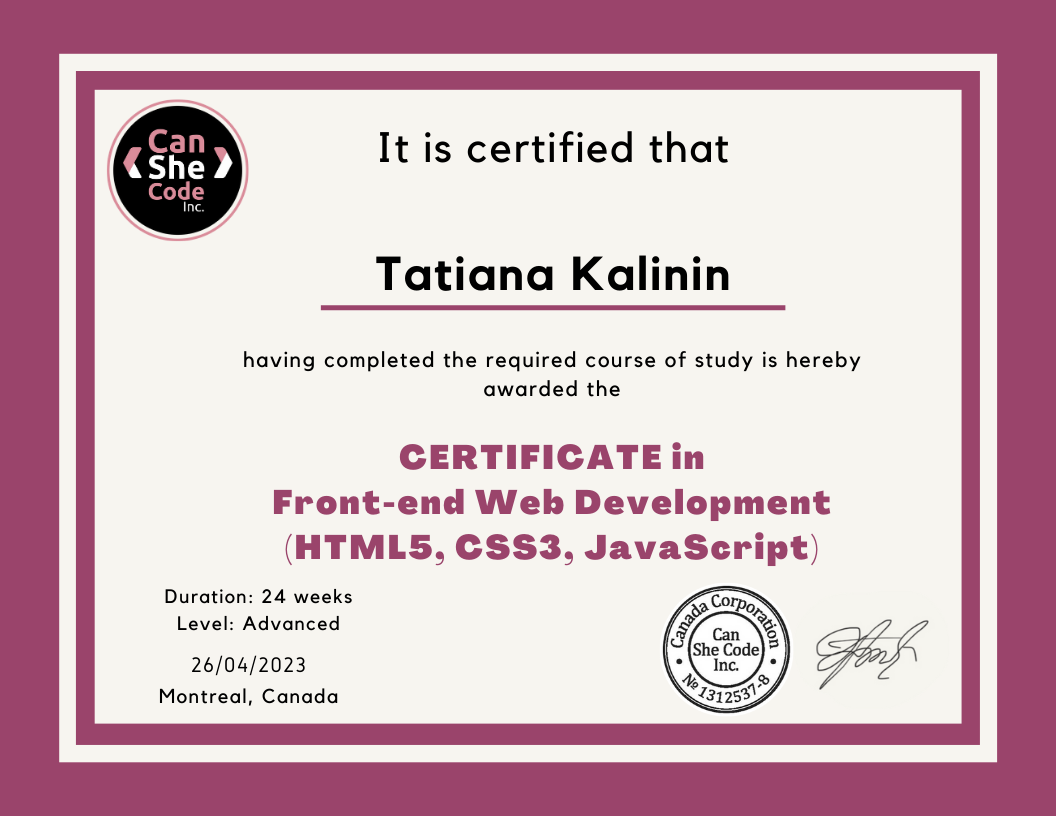 Can
She
Code
Inc.
It is certified that
Tatiana Kalinin
having completed the required course of study is hereby
awarded the
CERTIFICATE in
Front-end Web Development
(HTML5, CSS3, JavaScript)
Duration: 24 weeks
Level: Advanced
26/04/2023
Montreal, Canada
Canada Corporation
Can
She Code
Inc.
№ 1312537-8